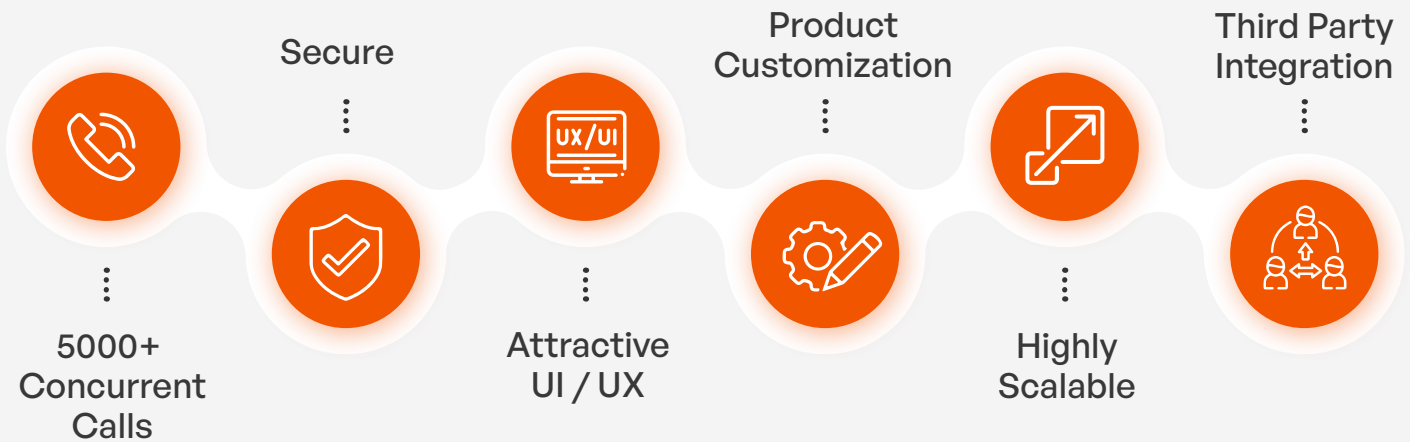 5000+
Concurrent
Calls
Secure
UX/UI
Attractive
UI / UX
Product
Customization
Highly
Scalable
Third Party
Integration